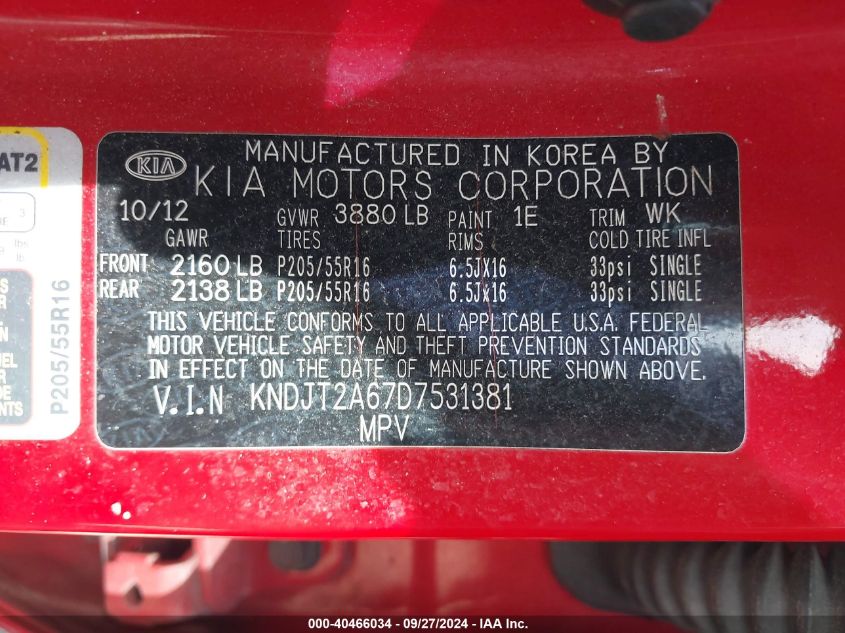 MANUFACTURED IN KOREA BY
KIA KIA MOTORS CORPORATION
10/12 GVWR 3880 LB PAINT 1E TRIM WK
GAWR TIRES RIMS COLD TIRE INFL
FRONT 2160 LB P205/55R16 6.5JX16 33psi SINGLE
REAR 2138 LB P205/55R16 6.5JX16 33psi SINGLE
THIS VEHICLE CONFORMS TO ALL APPLICABLE U.S.A. FEDERAL
MOTOR VEHICLE SAFETY AND THEFT PREVENTION STANDARDS
IN EFFECT ON THE DATE OF MANUFACTURE SHOWN ABOVE.
V.I.N KNDJT2A67D7531381
MPV
AT2
3
lbs
P205/55R16
000-40466034 - 09/27/2024 - IAA Inc.